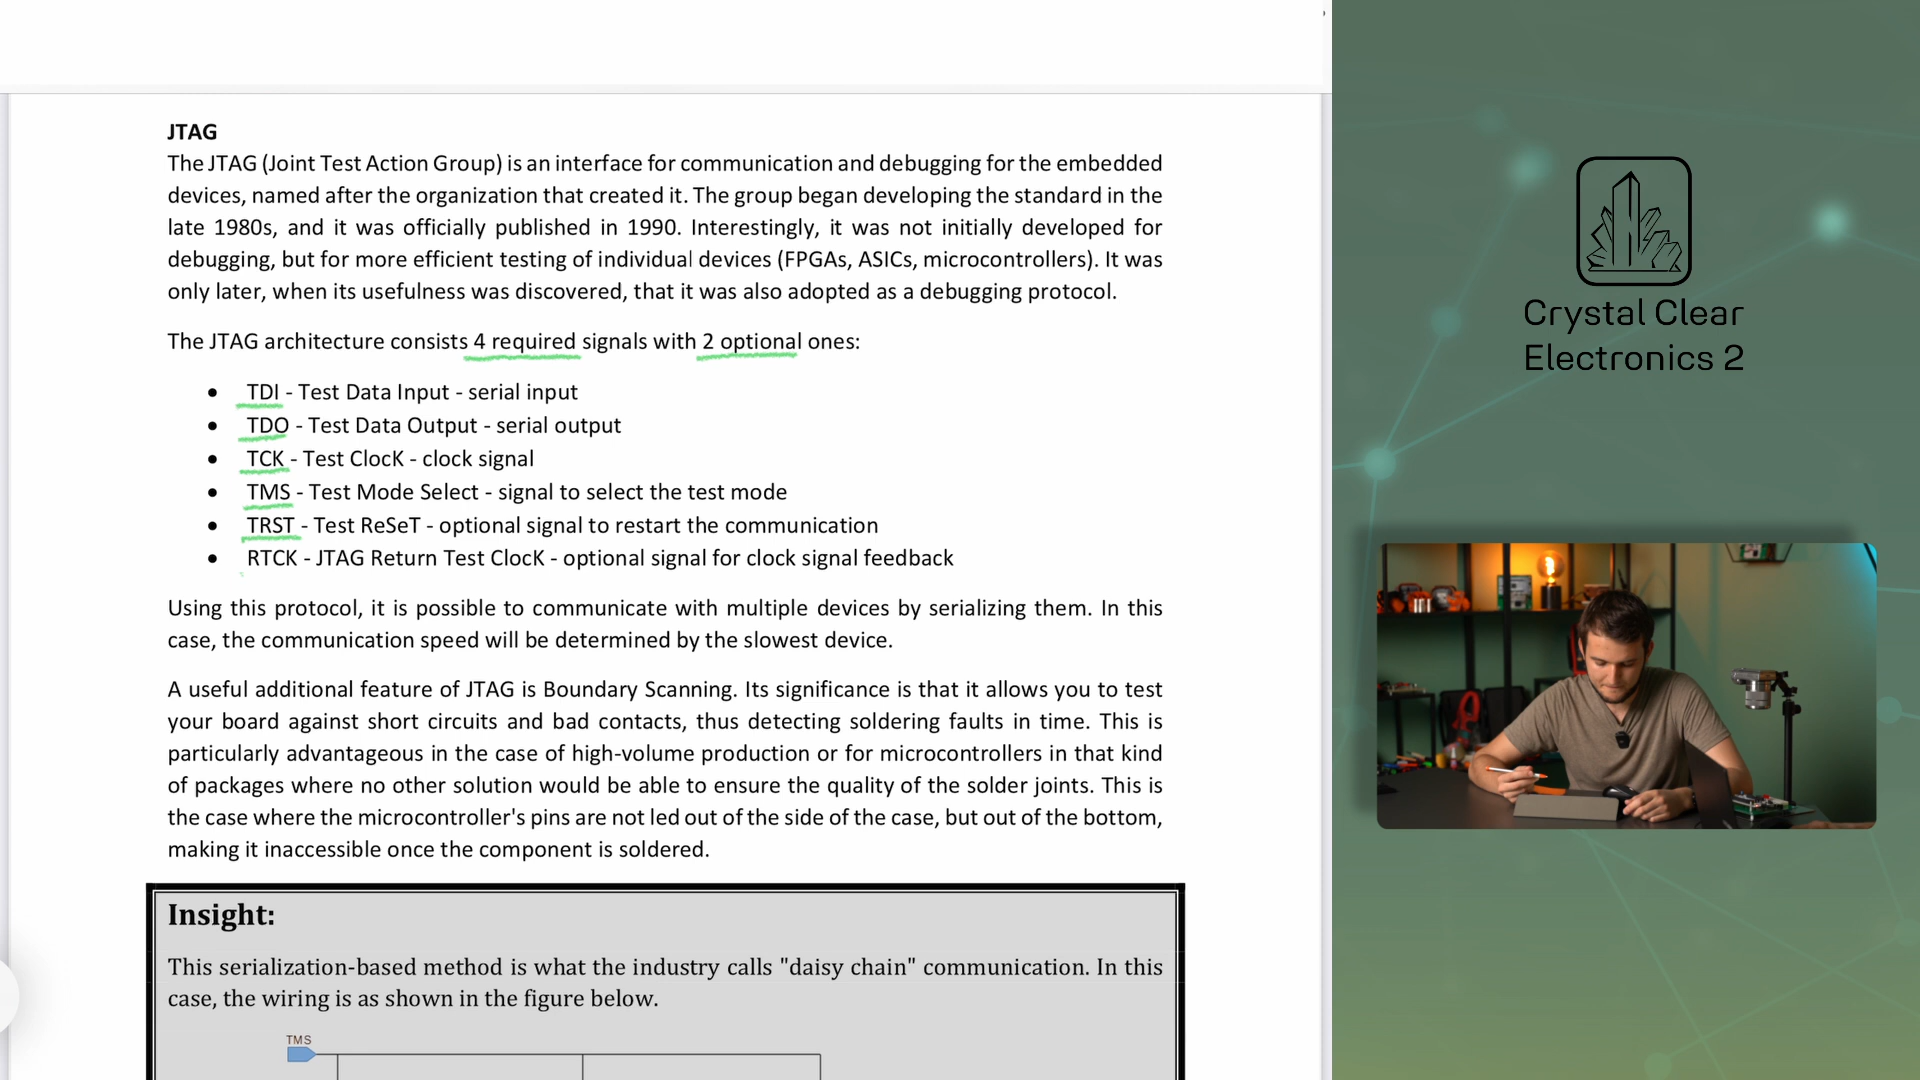 JTAG
The JTAG (Joint Test Action Group) is an interface for communication and debugging for the embedded
devices, named after the organization that created it. The group began developing the standard in the
late 1980s, and it was officially published in 1990. Interestingly, it was not initially developed for
debugging, but for more efficient testing of individual devices (FPGAs, ASICs, microcontrollers). It was
only later, when its usefulness was discovered, that it was also adopted as a debugging protocol.
The JTAG architecture consists 4 required signals with 2 optional ones:
• TDI - Test Data Input - serial input
• TDO - Test Data Output - serial output
• TCK - Test ClocK - clock signal
• TMS - Test Mode Select - signal to select the test mode
• TRST - Test ReSeT - optional signal to restart the communication
• RTCK - JTAG Return Test ClocK - optional signal for clock signal feedback
Using this protocol, it is possible to communicate with multiple devices by serializing them. In this
case, the communication speed will be determined by the slowest device.
A useful additional feature of JTAG is Boundary Scanning. Its significance is that it allows you to test
your board against short circuits and bad contacts, thus detecting soldering faults in time. This is
particularly advantageous in the case of high-volume production or for microcontrollers in that kind
of packages where no other solution would be able to ensure the quality of the solder joints. This is
the case where the microcontroller's pins are not led out of the side of the case, but out of the bottom,
making it inaccessible once the component is soldered.
Insight:
This serialization-based method is what the industry calls "daisy chain" communication. In this
case, the wiring is as shown in the figure below.
TMS
Crystal Clear
Electronics 2